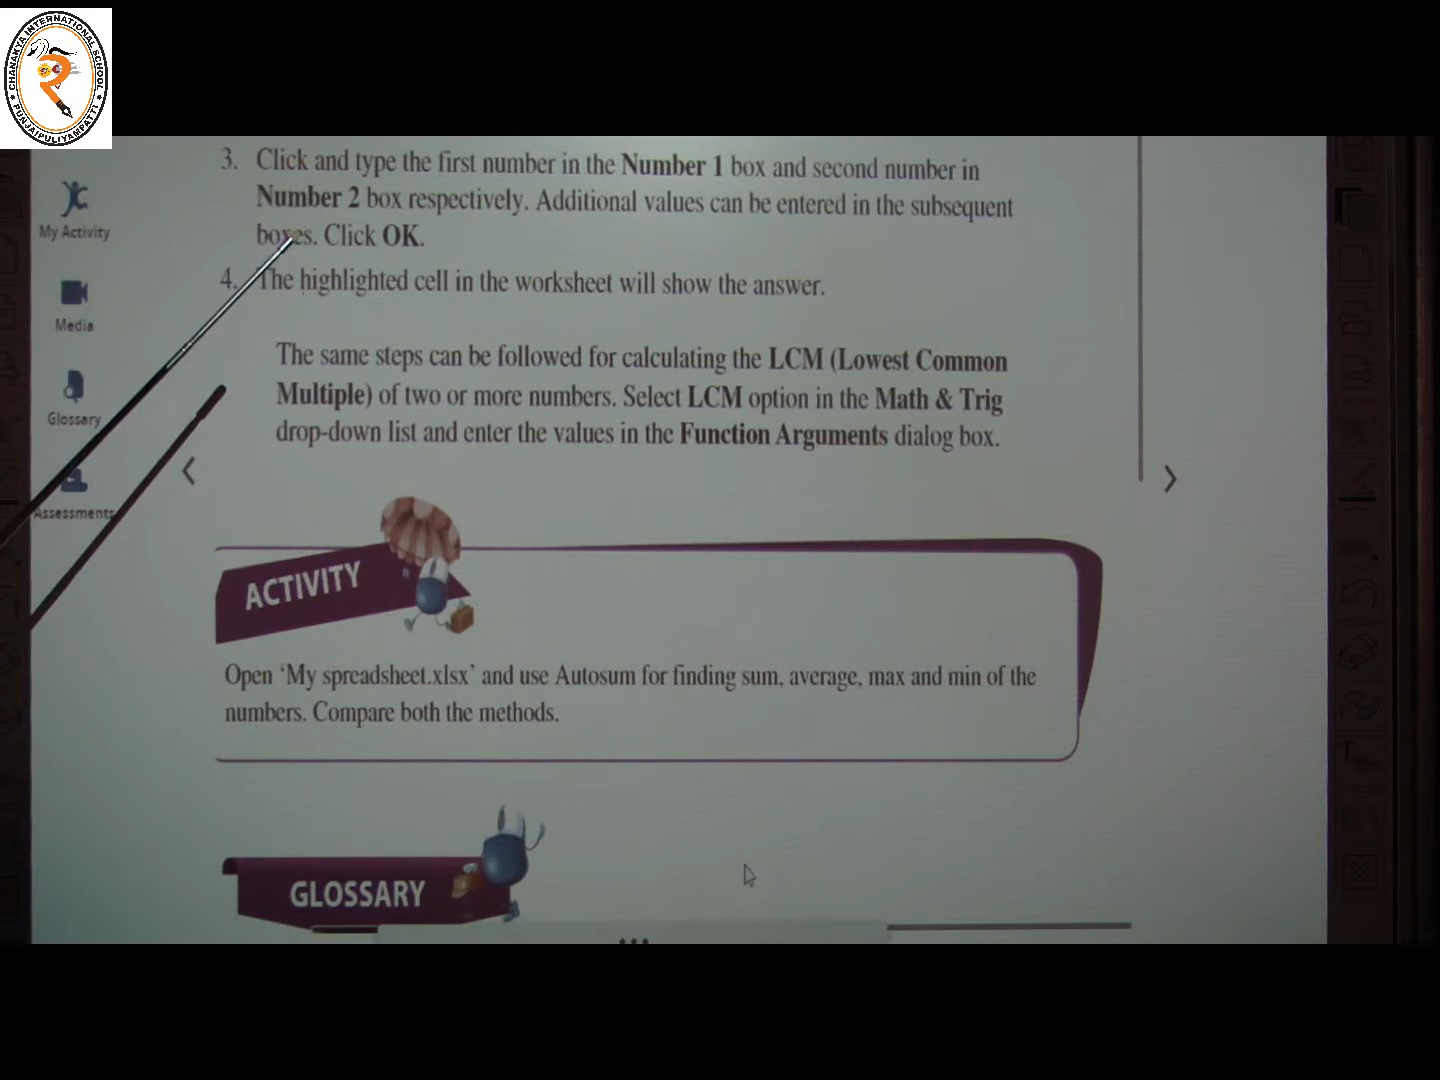 CHANAKYA INTERNATIONAL SCHOOL
PUNJAIPULIYAMPATTI
3. Click and type the first number in the Number 1 box and second number in
Number 2 box respectively. Additional values can be entered in the subsequent
boxes. Click OK.
4. The highlighted cell in the worksheet will show the answer.
The same steps can be followed for calculating the LCM (Lowest Common
Multiple) of two or more numbers. Select LCM option in the Math & Trig
drop-down list and enter the values in the Function Arguments dialog box.
My Activity
Media
Glossary
Assessments
ACTIVITY
Open ‘My spreadsheet.xlsx’ and use Autosum for finding sum, average, max and min of the
numbers. Compare both the methods.
GLOSSARY